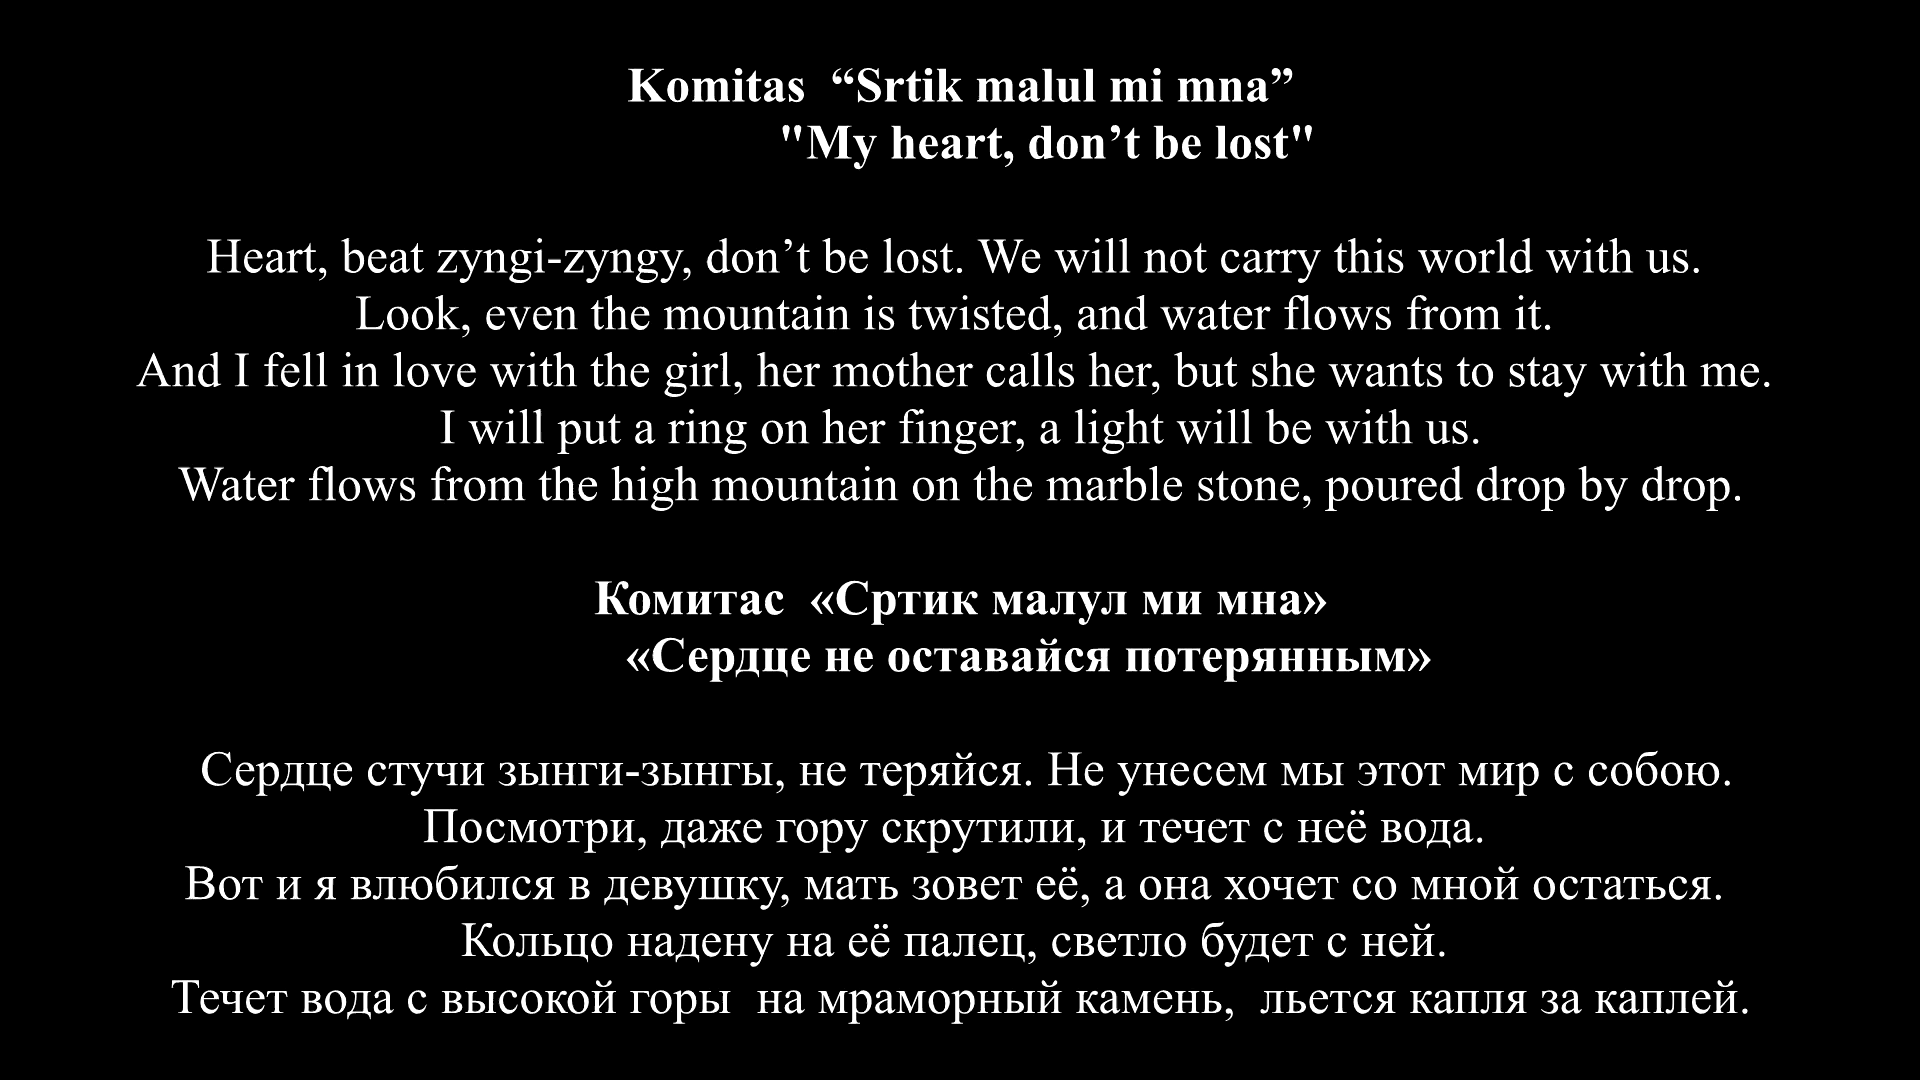 Komitas “Srtik malul mi mna”
"My heart, don’t be lost"
Heart, beat zyngi-zyngy, don’t be lost. We will not carry this world with us.
Look, even the mountain is twisted, and water flows from it.
And I fell in love with the girl, her mother calls her, but she wants to stay with me.
I will put a ring on her finger, a light will be with us.
Water flows from the high mountain on the marble stone, poured drop by drop.
Комитас «Сртик малул ми мна»
«Сердце не оставайся потерянным»
Сердце стучи зынги-зынгы, не теряйся. Не унесем мы этот мир с собою.
Посмотри, даже гору скрутили, и течет с неё вода.
Вот и я влюбился в девушку, мать зовет её, а она хочет со мной остаться.
Кольцо надену на её палец, светло будет с ней.
Течет вода с высокой горы на мраморный камень, льется капля за каплей.